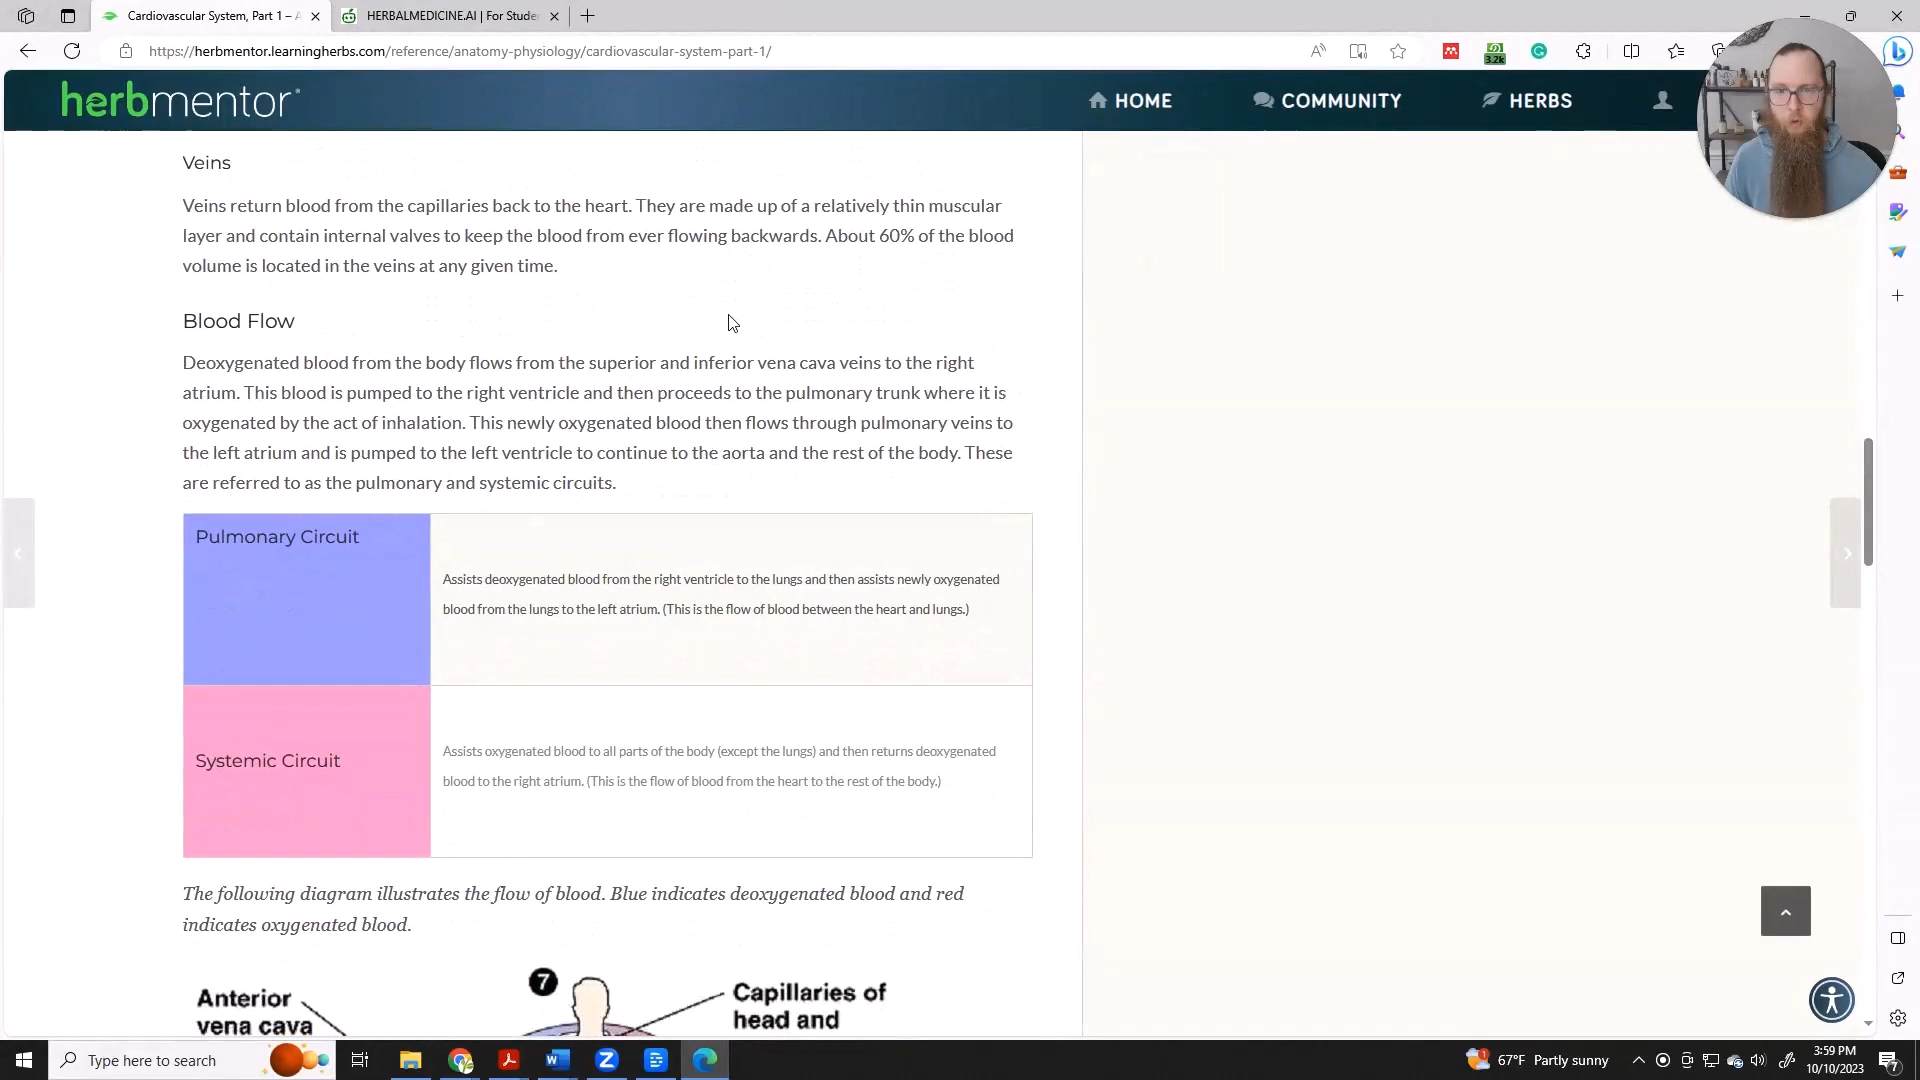 Cardiovascular System, Part 1 – A
HERBALMEDICINE.AI | For Stude
https://herbmentor.learningherbs.com/reference/anatomy-physiology/cardiovascular-system-part-1/
3.2k
herbmentor
HOME
COMMUNITY
HERBS
Veins
Veins return blood from the capillaries back to the heart. They are made up of a relatively thin muscular
layer and contain internal valves to keep the blood from ever flowing backwards. About 60% of the blood
volume is located in the veins at any given time.
Blood Flow
Deoxygenated blood from the body flows from the superior and inferior vena cava veins to the right
atrium. This blood is pumped to the right ventricle and then proceeds to the pulmonary trunk where it is
oxygenated by the act of inhalation. This newly oxygenated blood then flows through pulmonary veins to
the left atrium and is pumped to the left ventricle to continue to the aorta and the rest of the body. These
are referred to as the pulmonary and systemic circuits.
Pulmonary Circuit
Assists deoxygenated blood from the right ventricle to the lungs and then assists newly oxygenated
blood from the lungs to the left atrium. (This is the flow of blood between the heart and lungs.)
Systemic Circuit
Assists oxygenated blood to all parts of the body (except the lungs) and then returns deoxygenated
blood to the right atrium. (This is the flow of blood from the heart to the rest of the body.)
The following diagram illustrates the flow of blood. Blue indicates deoxygenated blood and red
indicates oxygenated blood.
7
Anterior
vena cava
Capillaries of
head and
Type here to search
67°F Partly sunny
3:59 PM
10/10/2023
7